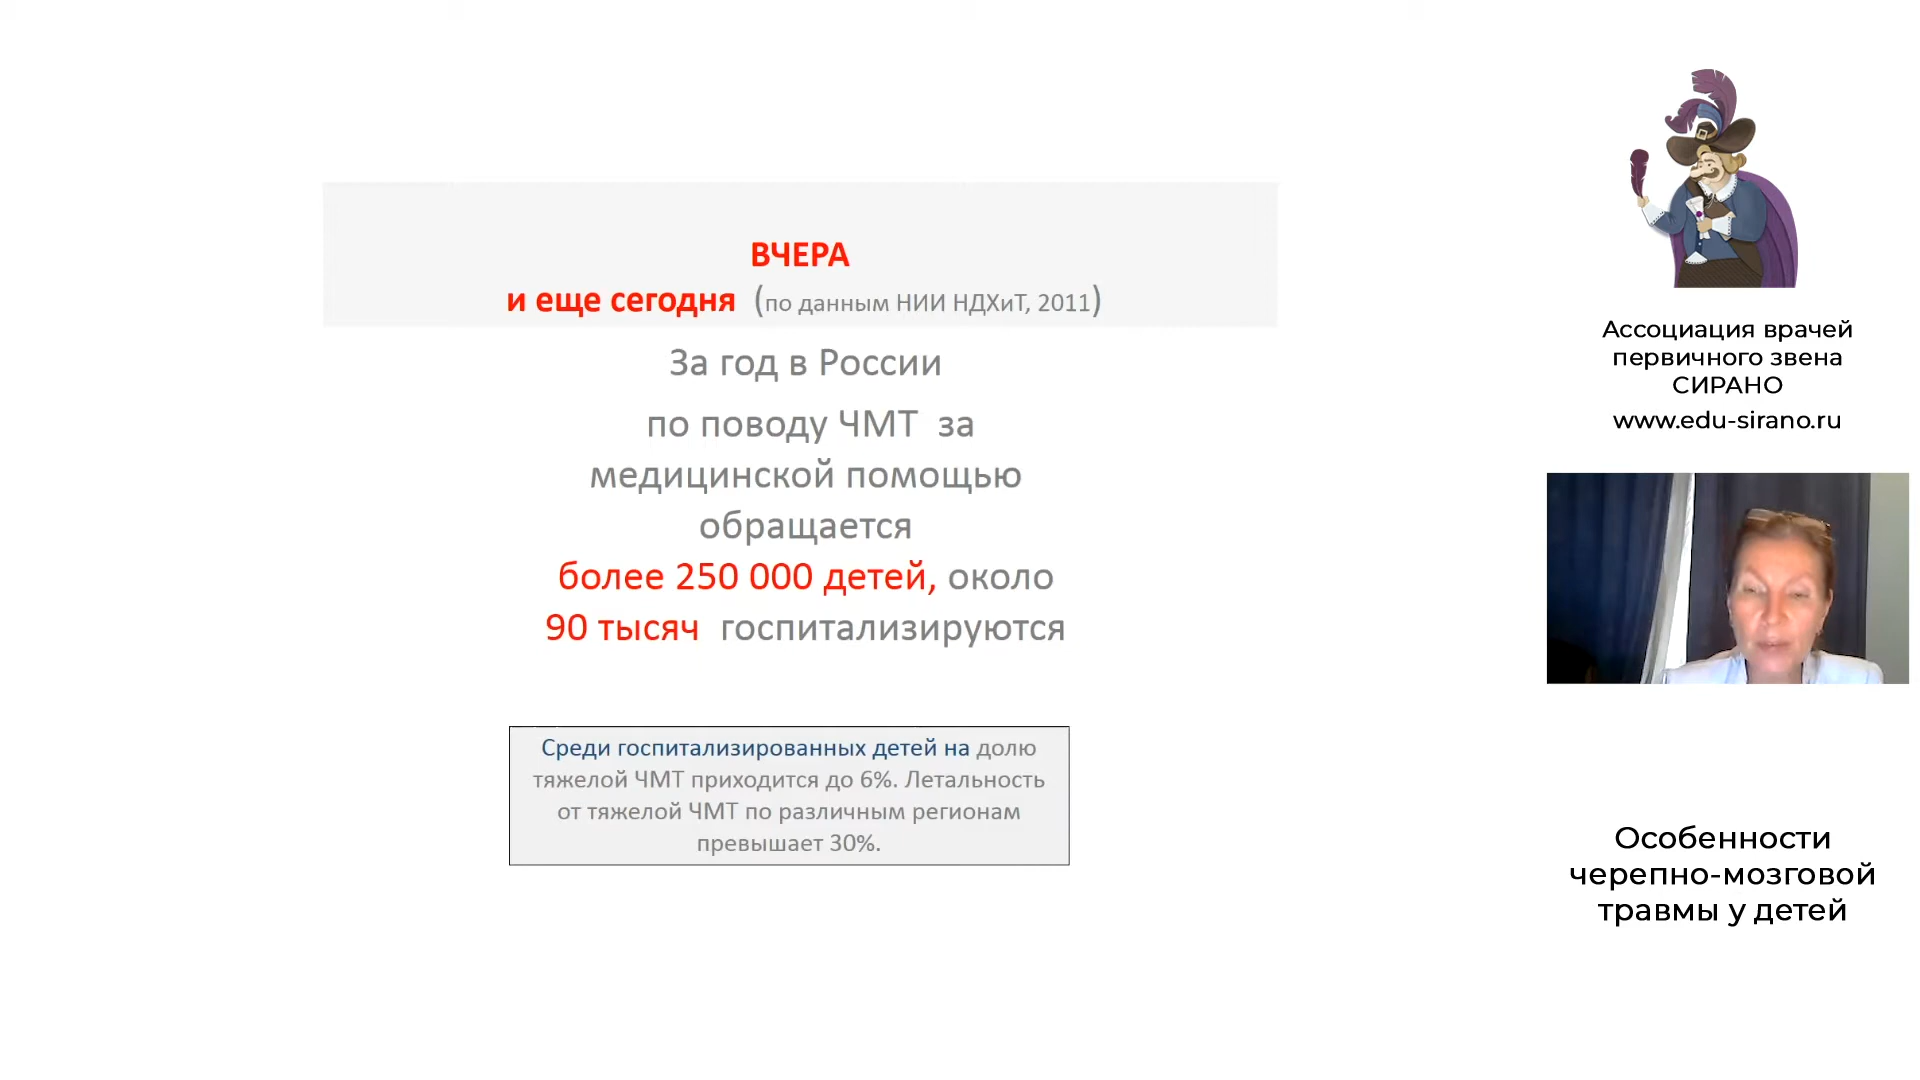 ВЧЕРА
и еще сегодня (по данным НИИ НДХиТ, 2011)
За год в России
по поводу ЧМТ за
медицинской помощью
обращается
более 250 000 детей, около
90 тысяч госпитализируются
Среди госпитализированных детей на долю
тяжелой ЧМТ приходится до 6%. Летальность
от тяжелой ЧМТ по различным регионам
превышает 30%.
Ассоциация врачей
первичного звена
СИРАНО
www.edu-sirano.ru
Особенности
черепно-мозговой
травмы у детей